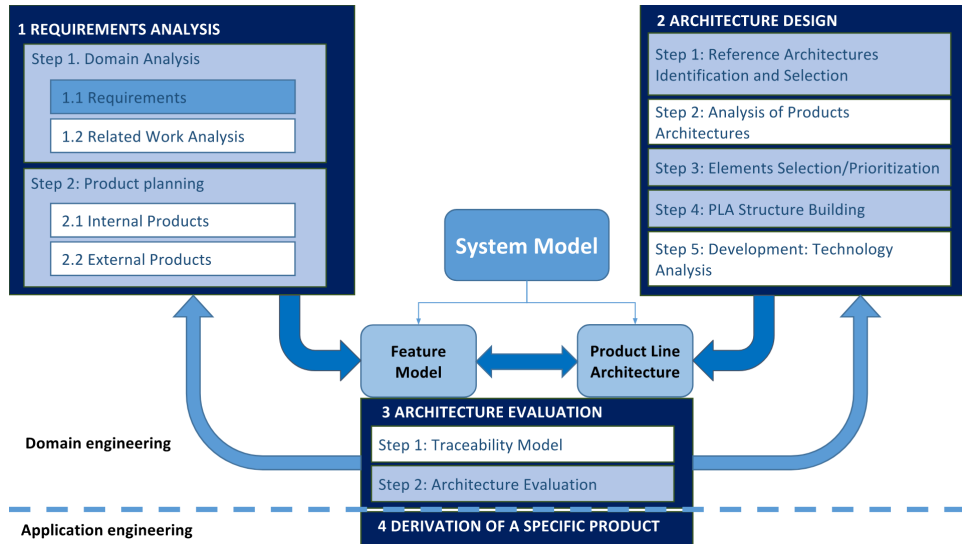 1 REQUIREMENTS ANALYSIS
Step 1. Domain Analysis
1.1 Requirements
1.2 Related Work Analysis
Step 2: Product planning
2.1 Internal Products
2.2 External Products
2 ARCHITECTURE DESIGN
Step 1: Reference Architectures
Identification and Selection
Step 2: Analysis of Products
Architectures
Step 3: Elements Selection/Prioritization
Step 4: PLA Structure Building
Step 5: Development: Technology
Analysis
System Model
Feature
Model
Product Line
Architecture
3 ARCHITECTURE EVALUATION
Step 1: Traceability Model
Step 2: Architecture Evaluation
Domain engineering
4 DERIVATION OF A SPECIFIC PRODUCT
Application engineering